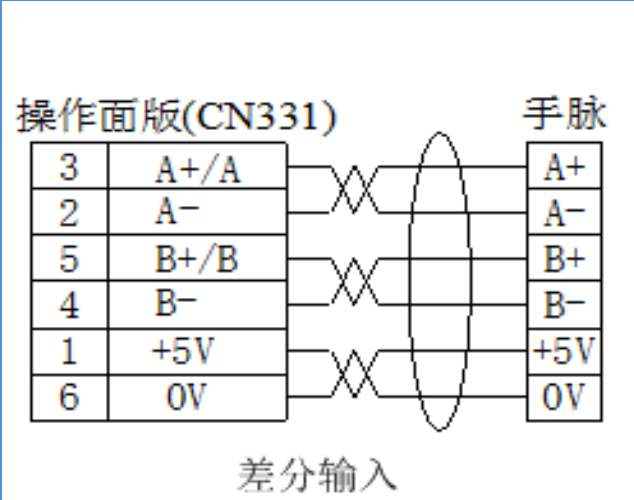 操作面版(CN331) 手脉
3 A+/A A+
2 A- A-
5 B+/B B+
4 B- B-
1 +5V +5V
6 0V 0V
差分输入